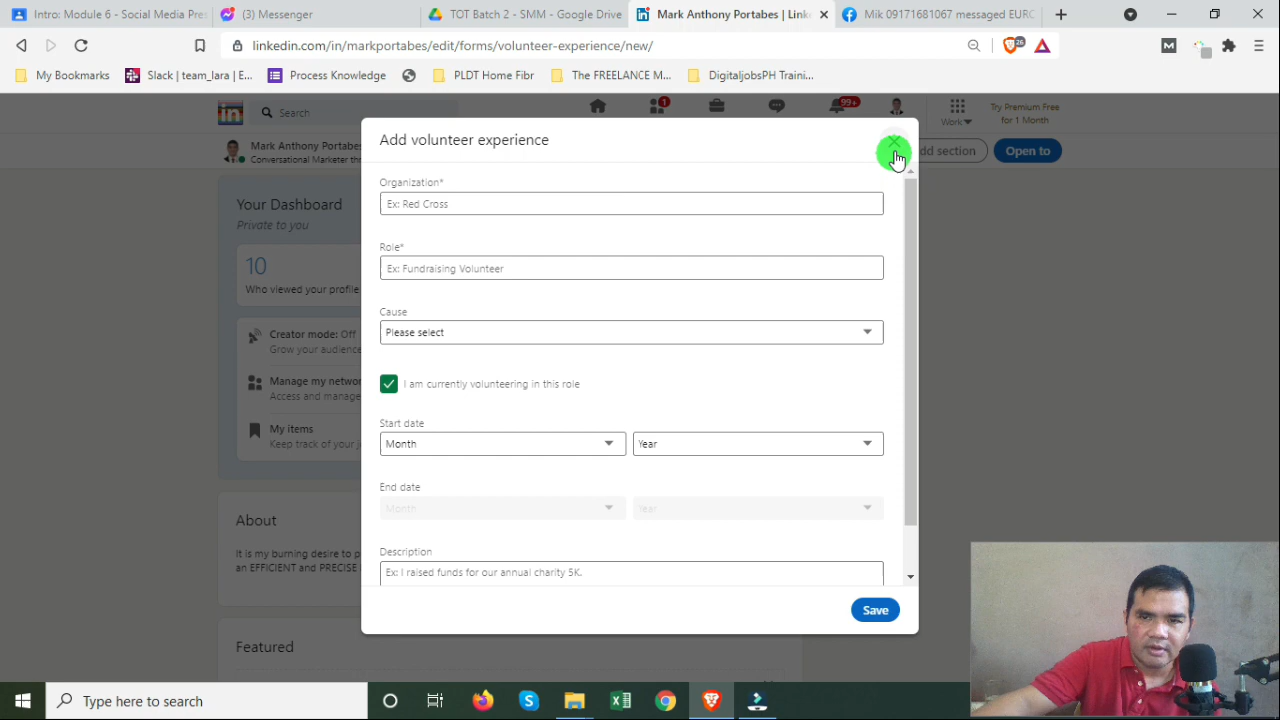 Intro: Module 6 - Social Media Pres
(3) Messenger
TOT Batch 2 - SMM - Google Drive
Mark Anthony Portabes | Link
Mik 09171681067 messaged EURC
linkedin.com/in/markportabes/edit/forms/volunteer-experience/new/
26
M
My Bookmarks
Slack | team_lara | E...
Process Knowledge
PLDT Home Fibr
The FREELANCE M...
DigitaljobsPH Traini...
in
Search
1
99+
Work
Try Premium Free
for 1 Month
Mark Anthony Portabes
Conversational Marketer th
dd section
Open to
Add volunteer experience
Organization*
Ex: Red Cross
Role*
Ex: Fundraising Volunteer
Cause
Please select
I am currently volunteering in this role
Start date
Month
Year
End date
Month
Year
Description
Ex: I raised funds for our annual charity 5K.
Save
Your Dashboard
Private to you
10
Who viewed your profile
Creator mode: Off
Grow your audience
Manage my netwo
Access and manage
My items
Keep track of your j
About
It is my burning desire to p
an EFFICIENT and PRECISE
Featured
Type here to search